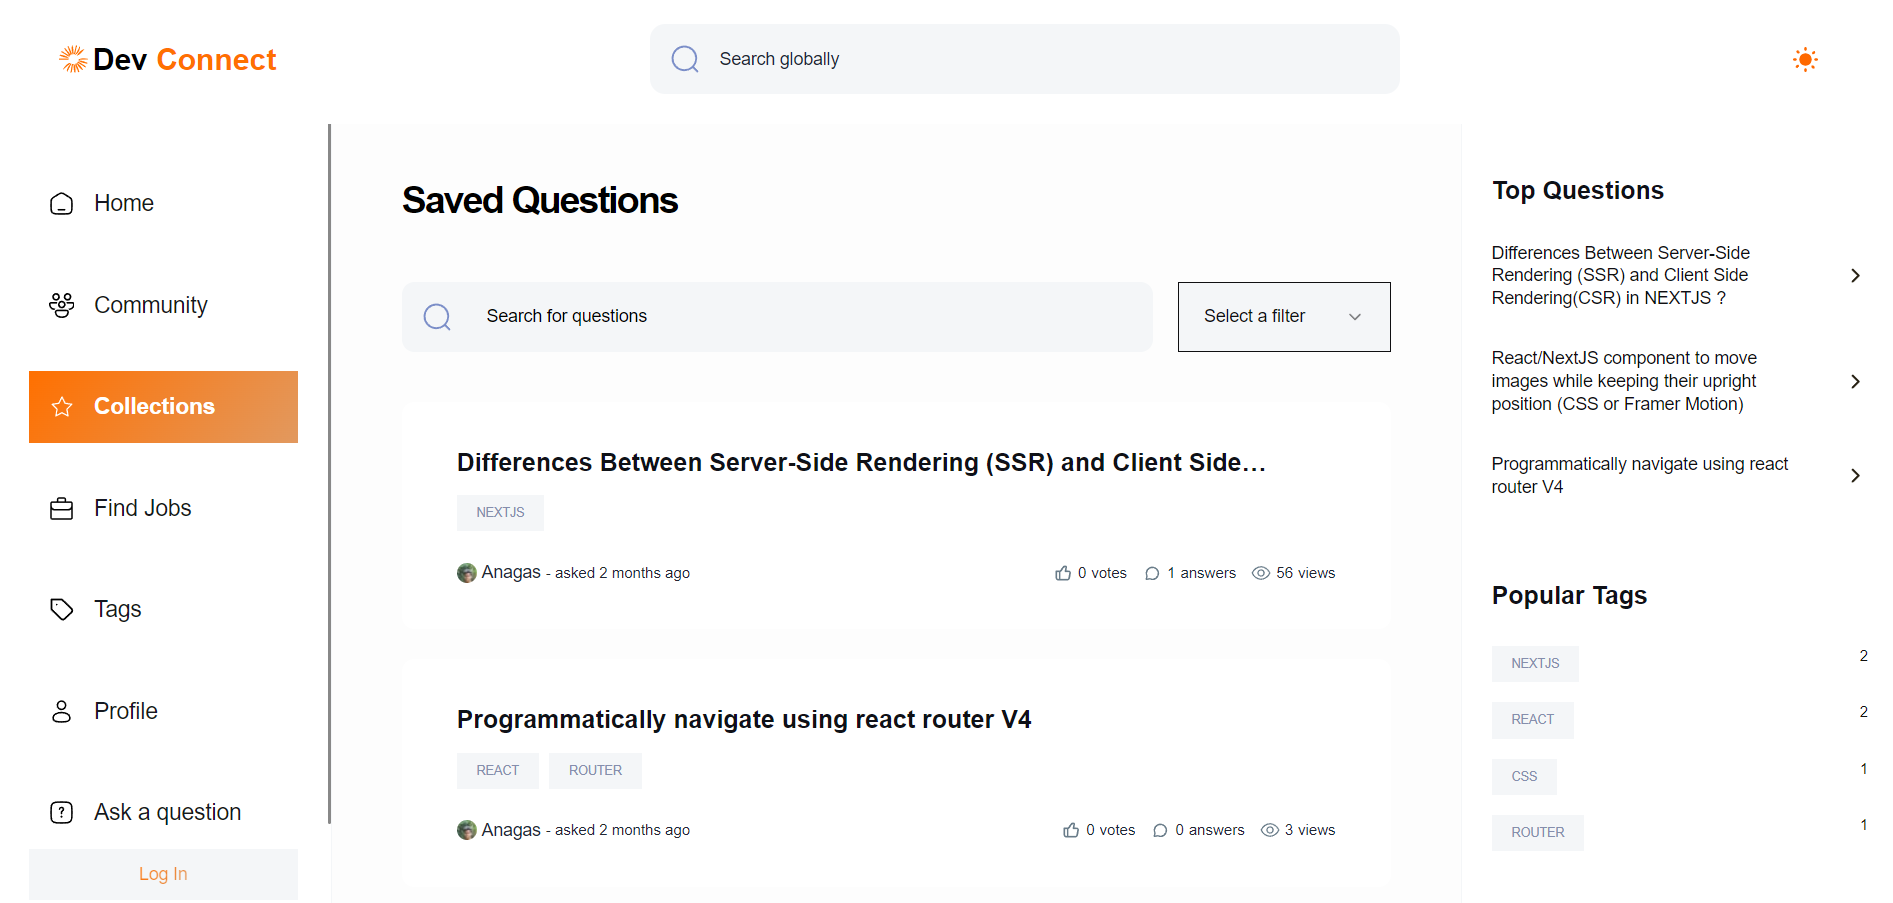 Dev Connect
Search globally
Home
Community
Collections
Find Jobs
Tags
Profile
Ask a question
Log In
Saved Questions
Search for questions
Select a filter
Differences Between Server-Side Rendering (SSR) and Client Side...
NEXTJS
Anagas - asked 2 months ago
0 votes
1 answers
56 views
Programmatically navigate using react router V4
REACT
ROUTER
Anagas - asked 2 months ago
0 votes
0 answers
3 views
Top Questions
Differences Between Server-Side
Rendering (SSR) and Client Side
Rendering(CSR) in NEXTJS ?
React/NextJS component to move
images while keeping their upright
position (CSS or Framer Motion)
Programmatically navigate using react
router V4
Popular Tags
NEXTJS
2
REACT
2
CSS
1
ROUTER
1